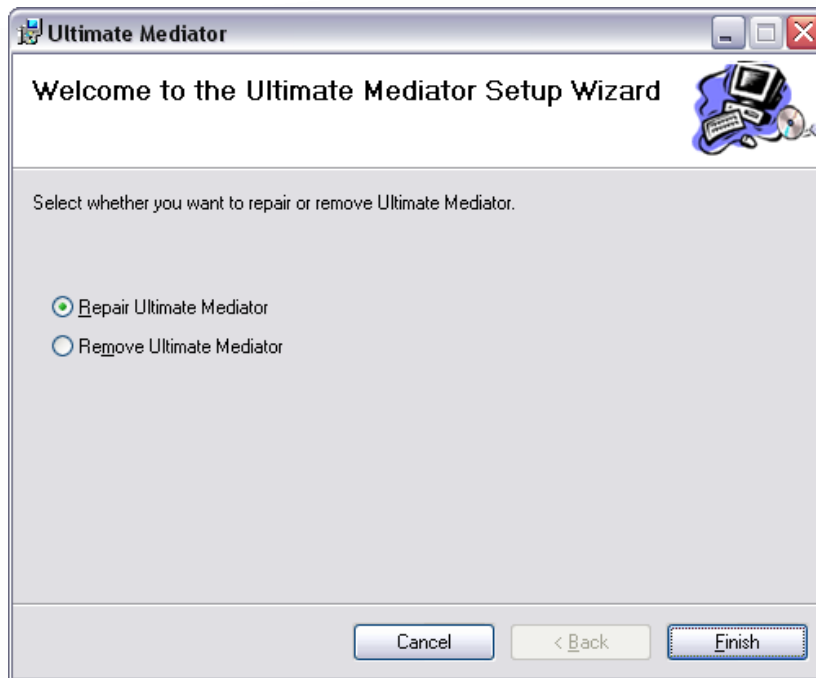 Ultimate Mediator
Welcome to the Ultimate Mediator Setup Wizard
Select whether you want to repair or remove Ultimate Mediator.
Repair Ultimate Mediator
Remove Ultimate Mediator
Cancel
< Back
Finish